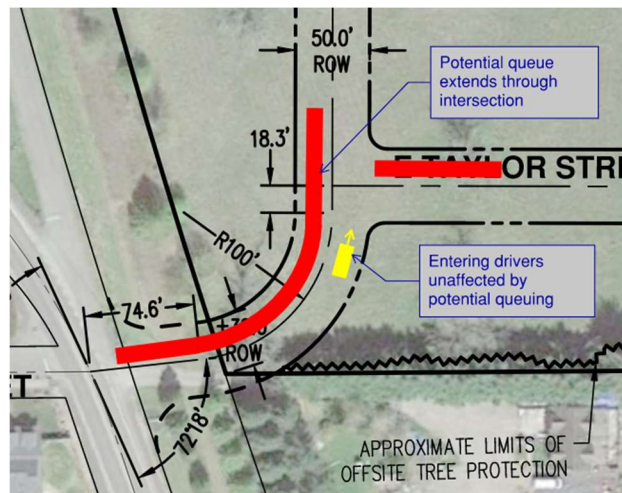 50.0'
ROW
Potential queue
extends through
intersection
18.3'
OR STRE
R100'
Entering drivers
unaffected by
potential queuing
74.6'
ROW
ET
72°18'
APPROXIMATE LIMITS OF
OFFSITE TREE PROTECTION